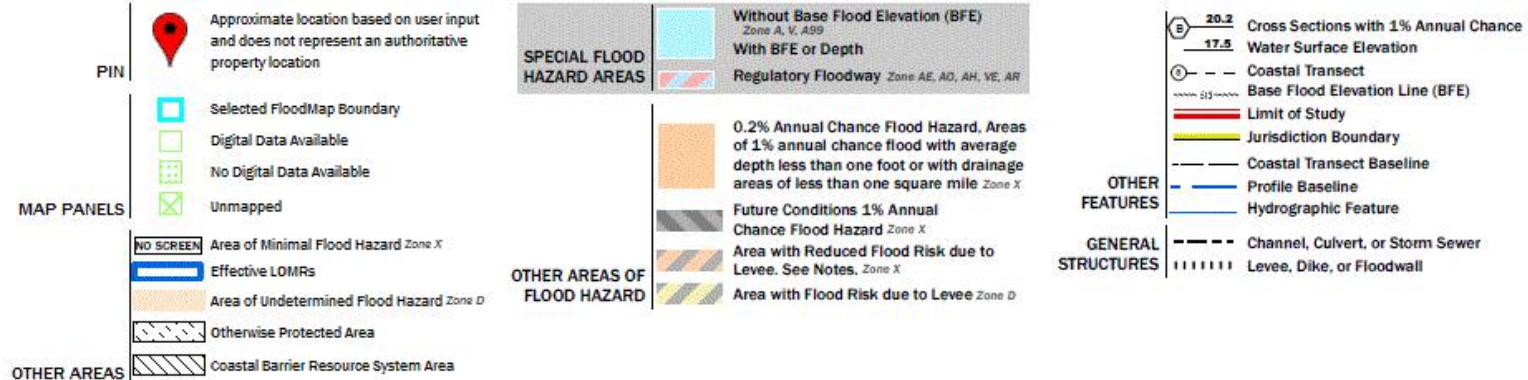 PIN
Approximate location based on user input
and does not represent an authoritative
property location
MAP PANELS
Selected FloodMap Boundary
Digital Data Available
No Digital Data Available
Unmapped
OTHER AREAS
NO SCREEN Area of Minimal Flood Hazard Zone X
Effective LOMRs
Area of Undetermined Flood Hazard Zone D
Otherwise Protected Area
Coastal Barrier Resource System Area
SPECIAL FLOOD
HAZARD AREAS
Without Base Flood Elevation (BFE)
Zone A, V, A99
With BFE or Depth
Regulatory Floodway Zone AE, AO, AH, VE, AR
OTHER AREAS OF
FLOOD HAZARD
0.2% Annual Chance Flood Hazard, Areas
of 1% annual chance flood with average
depth less than one foot or with drainage
areas of less than one square mile Zone X
Future Conditions 1% Annual
Chance Flood Hazard Zone X
Area with Reduced Flood Risk due to
Levee. See Notes. Zone X
Area with Flood Risk due to Levee Zone D
OTHER
FEATURES
B 20.2 Cross Sections with 1% Annual Chance
17.5 Water Surface Elevation
8 Coastal Transect
513 Base Flood Elevation Line (BFE)
Limit of Study
Jurisdiction Boundary
Coastal Transect Baseline
Profile Baseline
Hydrographic Feature
GENERAL
STRUCTURES
Channel, Culvert, or Storm Sewer
Levee, Dike, or Floodwall